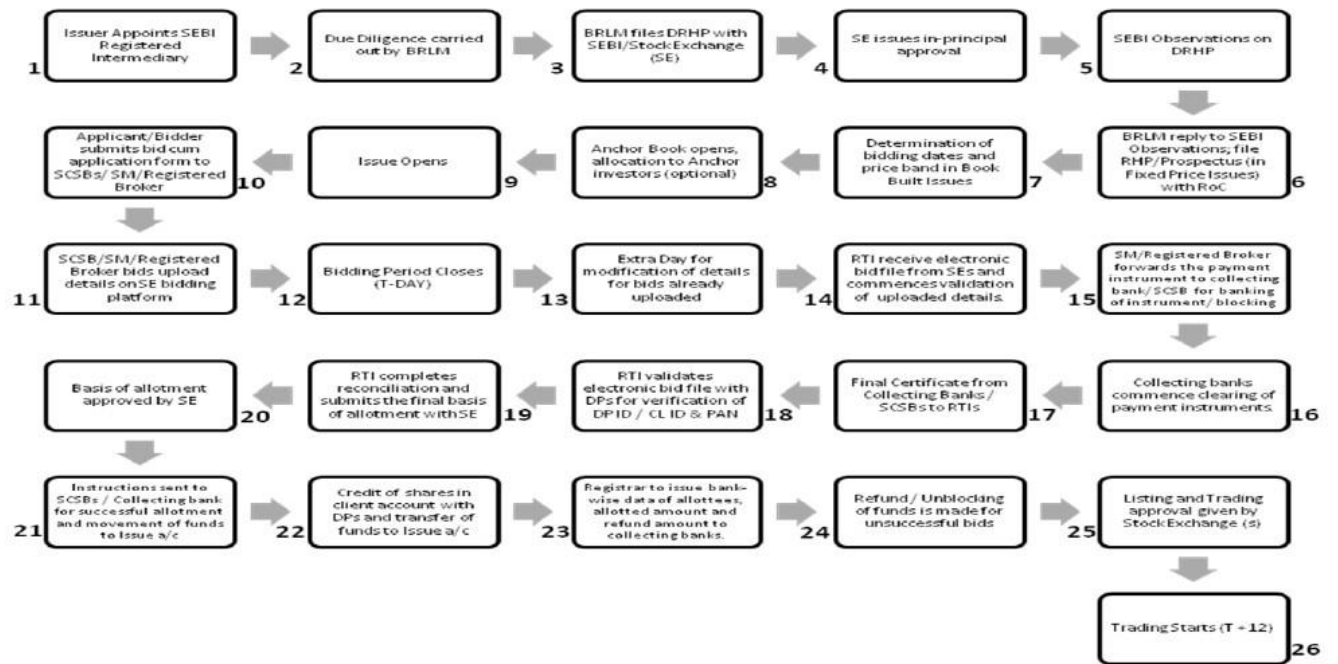 Issuer Appoints SEBI
Registered
Intermediary
1
Due Diligence carried
out by BRLM
2
BRLM files DRHP with
SEBI/Stock Exchange
(SE)
3
SE issues in-principal
approval
4
SEBI Observations on
DRHP
5
BRLM reply to SEBI
Observations; file
RHP/Prospectus (in
Fixed Price Issues)
with RoC
6
Determination of
bidding dates and
price band in Book
Built Issues
7
Anchor Book opens,
allocation to Anchor
investors (optional)
8
Issue Opens
9
Applicant/Bidder
submits bid cum
application form to
SCSBs/ SM/Registered
Broker
10
SCSB/SM/Registered
Broker bids upload
details on SE bidding
platform
11
Bidding Period Closes
(T-DAY)
12
Extra Day for
modification of details
for bids already
uploaded
13
RTI receive electronic
bid file from SEs and
commences validation
of uploaded details.
14
SM/Registered Broker
forwards the payment
instrument to collecting
bank/SCSB for banking
of instrument/ blocking
15
Collecting banks
commence clearing of
payment instruments.
16
Final Certificate from
Collecting Banks /
SCSBs to RTIs
17
RTI validates
electronic bid file with
DPs for verification of
DP ID / CL ID & PAN
18
RTI completes
reconciliation and
submits the final basis
of allotment with SE
19
Basis of allotment
approved by SE
20
Instructions sent to
SCSBs / Collecting bank
for successful allotment
and movement of funds
to Issue a/c
21
Credit of shares in
client account with
DPs and transfer of
funds to Issue a/c
22
Registrar to issue bank-
wise data of allottees,
allotted amount and
refund amount to
collecting banks.
23
Refund / Unblocking
of funds is made for
unsuccessful bids
24
Listing and Trading
approval given by
Stock Exchange (s)
25
Trading Starts (T + 12)
26